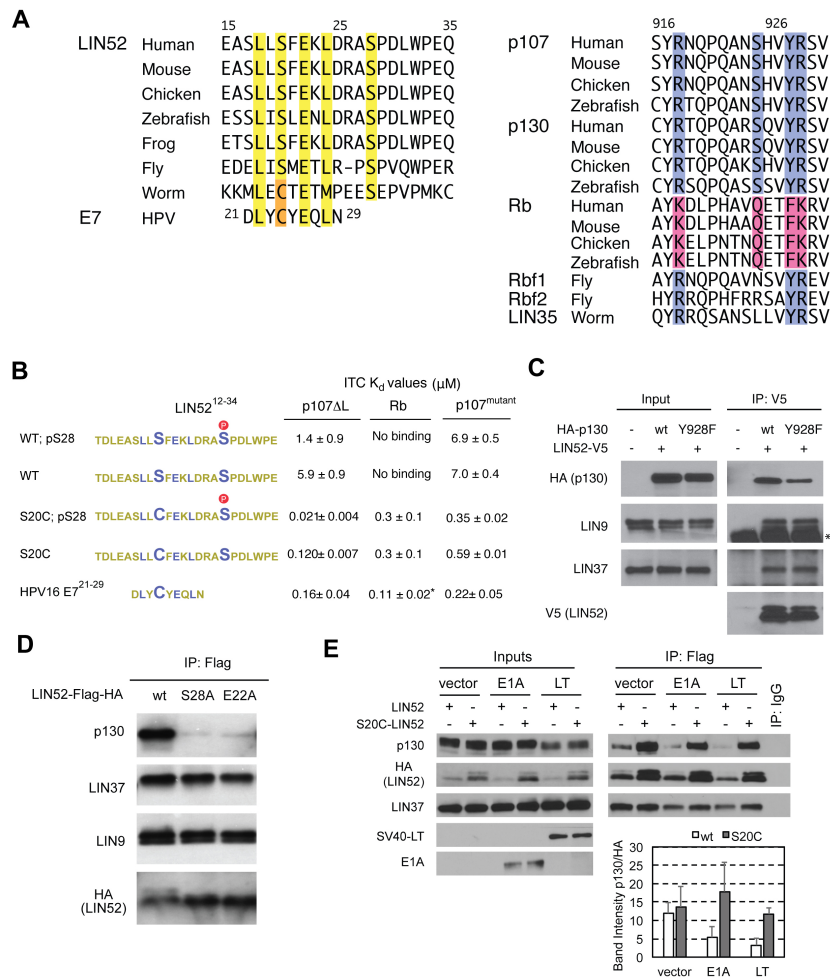 A
15 25 35
LIN52 Human EASLLSFEKLDRASPDLWPEQ
Mouse EASLLSFEKLDRASPDLWPEQ
Chicken EASLLSFEKLDRASPDLWPEQ
Zebrafish ESSLISLENLDRASPDLWPEQ
Frog ETSLLSFEKLDRASPDLWPEQ
Fly EDELISMETLR-PSPVQWPER
Worm KKMLECTETMPEESEPVPMKC
E7 HPV 21 DLYCYEQLN 29
916 926
p107 Human SYRNQPQANSHVYRSV
Mouse SYRNQPQANSHVYRSV
Chicken SYRNQPQANSHVYRSV
Zebrafish CYRTQPQANSHVYRSV
p130 Human CYRTQPQARSQVYRSV
Mouse CYRTQPQARSQVYRSV
Chicken CYRTQPQAKSHVYRSV
Zebrafish CYRSQPQASSSVYRSV
Rb Human AYKDLPHAVQETFKRV
Mouse AYKDLPHAAQETFKRV
Chicken AYKELPNTNQETFKRV
Zebrafish AYKELPNTNQETFKRV
Rbf1 Fly AYRNQPQAVNSVYREV
Rbf2 Fly HYRRQPHFRRSAYREV
LIN35 Worm QYRRQSANSLLVYRSV
B
ITC Kd values (μM)
LIN52 12-34 p107ΔL Rb p107 mutant
P
WT; pS28 TDLEASLLSFEKLDRASPDLWPE 1.4 ± 0.9 No binding 6.9 ± 0.5
WT TDLEASLLSFEKLDRASPDLWPE 5.9 ± 0.9 No binding 7.0 ± 0.4
P
S20C; pS28 TDLEASLLCFEKLDRASPDLWPE 0.021± 0.004 0.3 ± 0.1 0.35 ± 0.02
S20C TDLEASLLCFEKLDRASPDLWPE 0.120± 0.007 0.3 ± 0.1 0.59 ± 0.01
HPV16 E7 21-29 DLYCYEQLN 0.16± 0.04 0.11 ± 0.02* 0.22± 0.05
C
Input IP: V5
HA-p130 - wt Y928F - wt Y928F
LIN52-V5 - + + - + +
HA (p130)
LIN9
*
LIN37
V5 (LIN52)
D
IP: Flag
LIN52-Flag-HA wt S28A E22A
p130
LIN37
LIN9
HA
(LIN52)
E
Inputs IP: Flag
vector E1A LT vector E1A LT
IP: IgG
LIN52 + - + - + - + - + - + -
S20C-LIN52 - + - + - + - + - + - +
p130
HA
(LIN52)
LIN37
SV40-LT
E1A
wt S20C
Band Intensity p130/HA
30
25
20
15
10
5
0
vector E1A LT